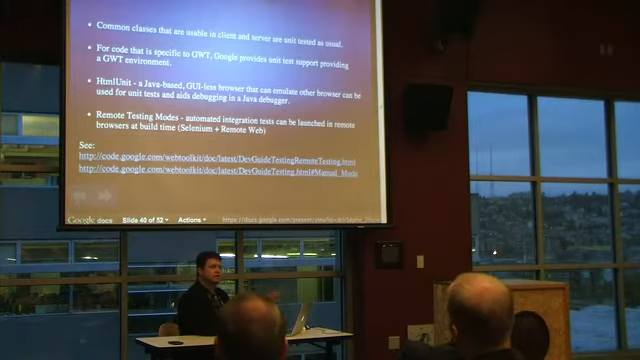 • Common classes that are usable in client and server are unit tested as usual.
• For code that is specific to GWT, Google provides unit test support providing
a GWT environment.
• HtmlUnit - a Java-based, GUI-less browser that can emulate other browser can be
used for unit tests and aids debugging in a Java debugger.
• Remote Testing Modes - automated integration tests can be launched in remote
browsers at build time (Selenium + Remote Web)
See:
http://code.google.com/webtoolkit/doc/latest/DevGuideTestingRemoteTesting.html
http://code.google.com/webtoolkit/doc/latest/DevGuideTesting.html#Manual_Mode
Google docs Slide 40 of 52 Actions